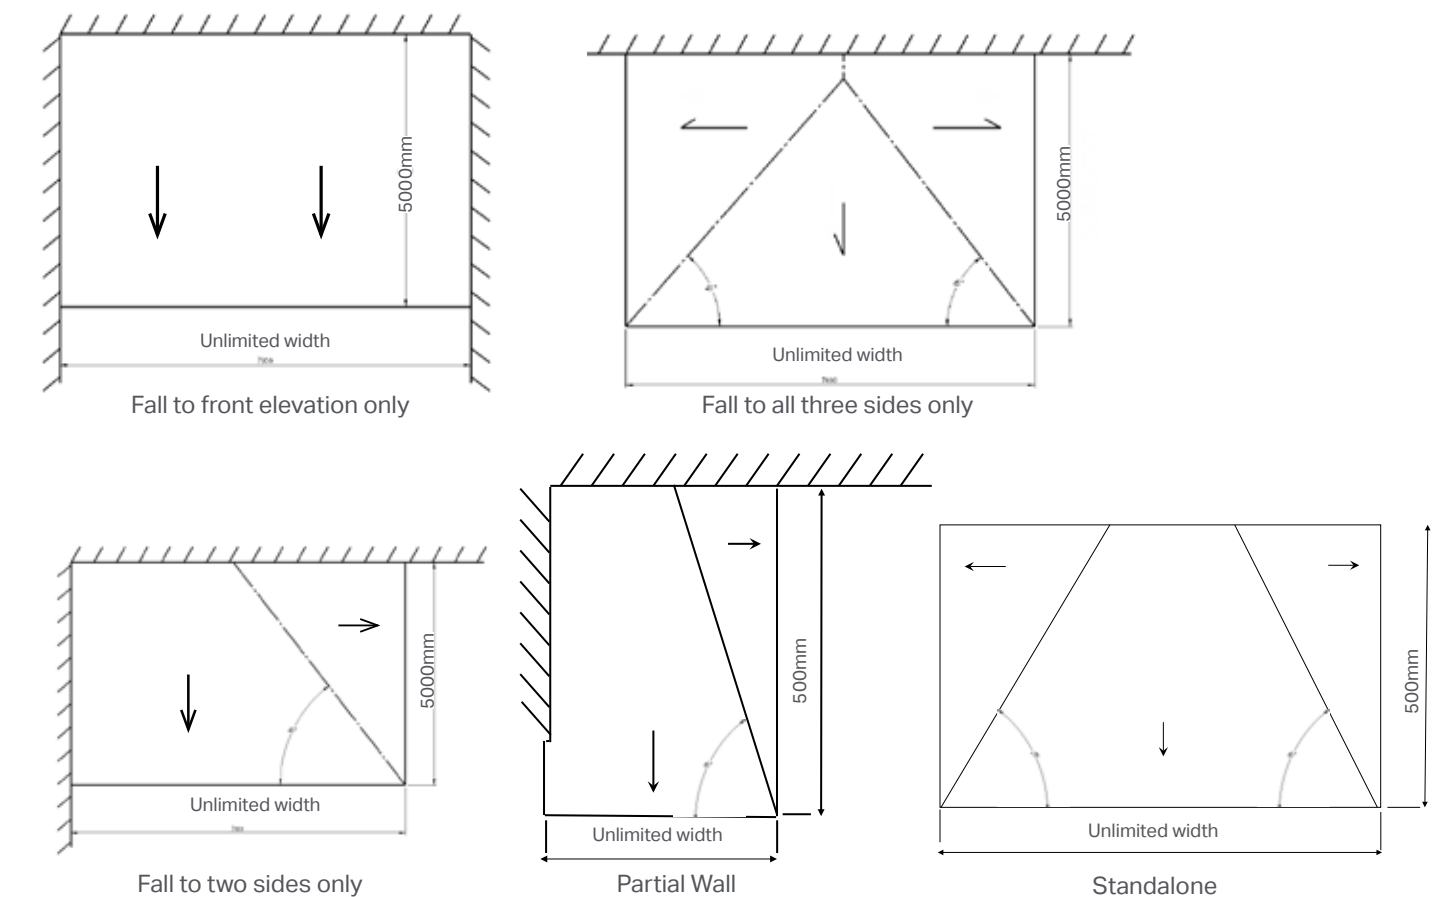 5000mm
Unlimited width
Fall to front elevation only
5000mm
Unlimited width
Fall to all three sides only
5000mm
Unlimited width
Fall to two sides only
500mm
Unlimited width
Partial Wall
500mm
Unlimited width
Standalone